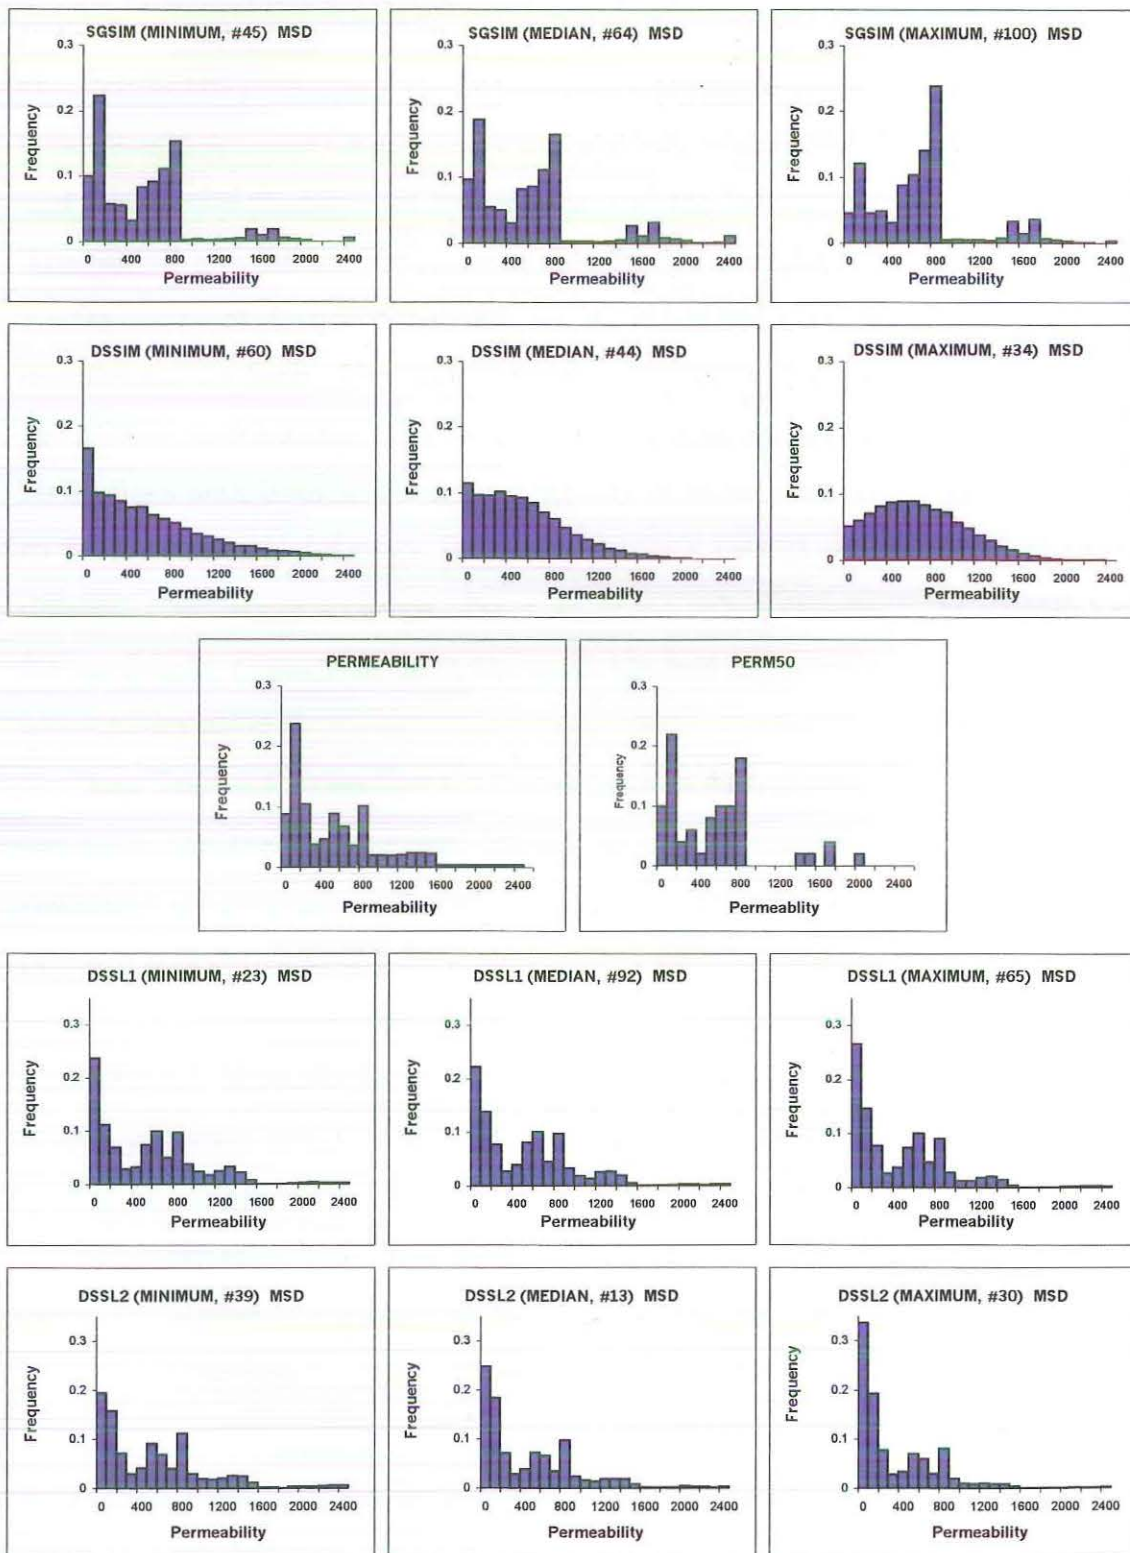 SGSIM (MINIMUM, #45) MSD
0.3
0.2
0.1
0
Frequency
0 400 800 1200 1600 2000 2400
Permeability
SGSIM (MEDIAN, #64) MSD
0.3
0.2
0.1
0
Frequency
0 400 800 1200 1600 2000 2400
Permeability
SGSIM (MAXIMUM, #100) MSD
0.3
0.2
0.1
0
Frequency
0 400 800 1200 1600 2000 2400
Permeability
DSSIM (MINIMUM, #60) MSD
0.3
0.2
0.1
0
Frequency
0 400 800 1200 1600 2000 2400
Permeability
DSSIM (MEDIAN, #44) MSD
0.3
0.2
0.1
0
Frequency
0 400 800 1200 1600 2000 2400
Permeability
DSSIM (MAXIMUM, #34) MSD
0.3
0.2
0.1
0
Frequency
0 400 800 1200 1600 2000 2400
Permeability
PERMEABILITY
0.3
0.2
0.1
0
Frequency
0 400 800 1200 1600 2000 2400
Permeability
PERM50
0.3
0.2
0.1
0
Frequency
0 400 800 1200 1600 2000 2400
Permeablity
DSSL1 (MINIMUM, #23) MSD
0.3
0.2
0.1
0
Frequency
0 400 800 1200 1600 2000 2400
Permeability
DSSL1 (MEDIAN, #92) MSD
0.3
0.2
0.1
0
Frequency
0 400 800 1200 1600 2000 2400
Permeability
DSSL1 (MAXIMUM, #65) MSD
0.3
0.2
0.1
0
Frequency
0 400 800 1200 1600 2000 2400
Permeability
DSSL2 (MINIMUM, #39) MSD
0.3
0.2
0.1
0
Frequency
0 400 800 1200 1600 2000 2400
Permeability
DSSL2 (MEDIAN, #13) MSD
0.3
0.2
0.1
0
Frequency
0 400 800 1200 1600 2000 2400
Permeability
DSSL2 (MAXIMUM, #30) MSD
0.3
0.2
0.1
0
Frequency
0 400 800 1200 1600 2000 2400
Permeability